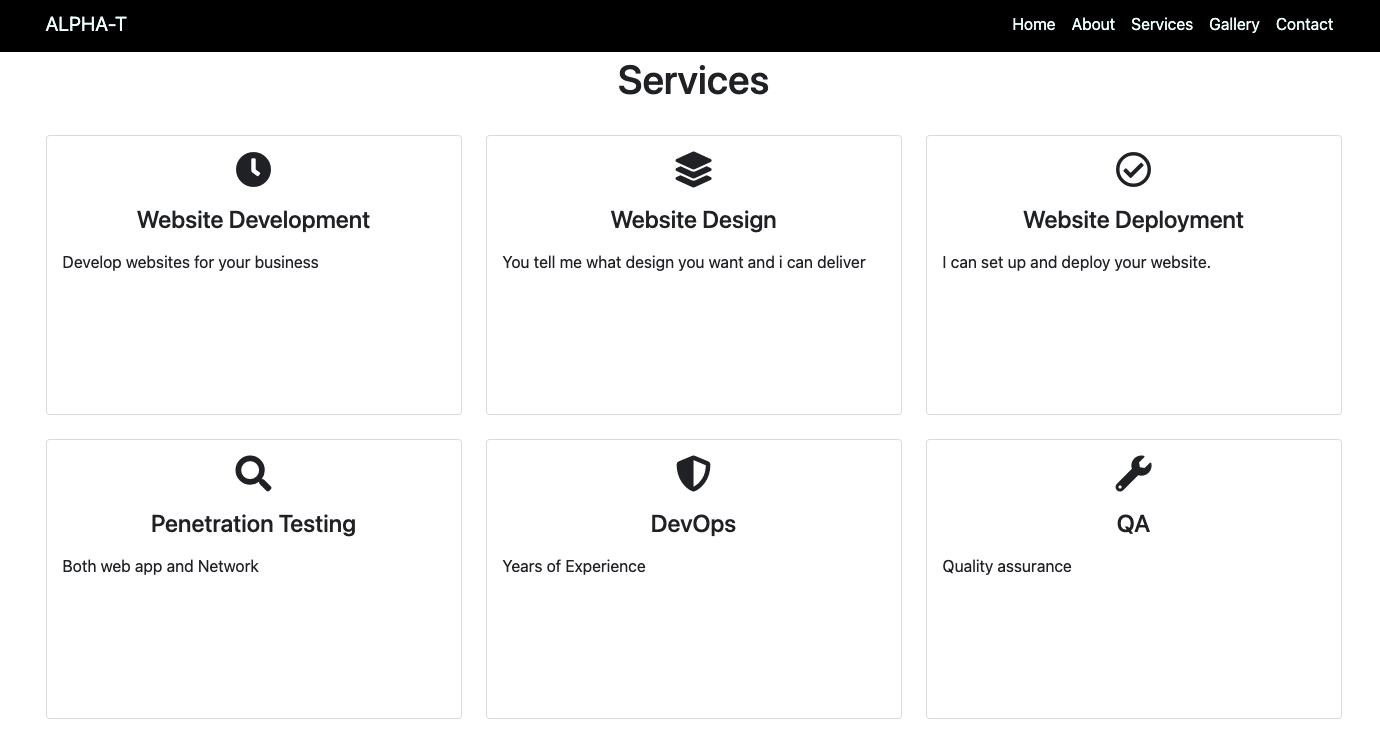 ALPHA-T
Home About Services Gallery Contact
Services
Website Development
Develop websites for your business
Website Design
You tell me what design you want and i can deliver
Website Deployment
I can set up and deploy your website.
Penetration Testing
Both web app and Network
DevOps
Years of Experience
QA
Quality assurance